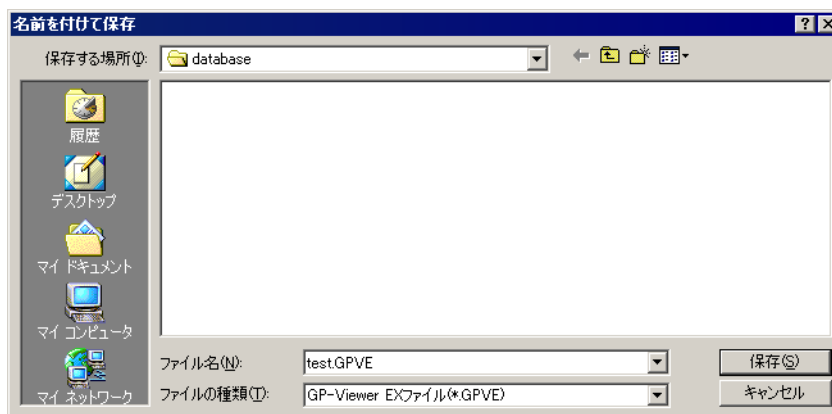 名前を付けて保存
保存する場所(I):
database
履歴
デスクトップ
マイ ドキュメント
マイ コンピュータ
マイ ネットワーク
ファイル名(N):
test.GPVE
保存(S)
ファイルの種類(T):
GP-Viewer EXファイル(*.GPVE)
キャンセル